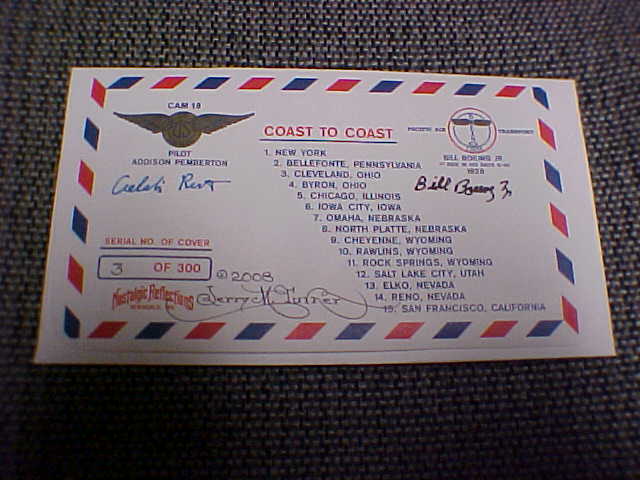 CAM 18
PILOT
ADDISON PEMBERTON
COAST TO COAST
PACIFIC AIR TRANSPORT
BILL BOEING JR.
1928
Bill Boeing Jr
1. NEW YORK
2. BELLEFONTE, PENNSYLVANIA
3. CLEVELAND, OHIO
4. BYRON, OHIO
5. CHICAGO, ILLINOIS
6. IOWA CITY, IOWA
7. OMAHA, NEBRASKA
8. NORTH PLATTE, NEBRASKA
9. CHEYENNE, WYOMING
10. RAWLINS, WYOMING
11. ROCK SPRINGS, WYOMING
12. SALT LAKE CITY, UTAH
13. ELKO, NEVADA
14. RENO, NEVADA
15. SAN FRANCISCO, CALIFORNIA
SERIAL NO. OF COVER
3 OF 300
©2008
Nostalgic Reflections
Jerry M. Turner